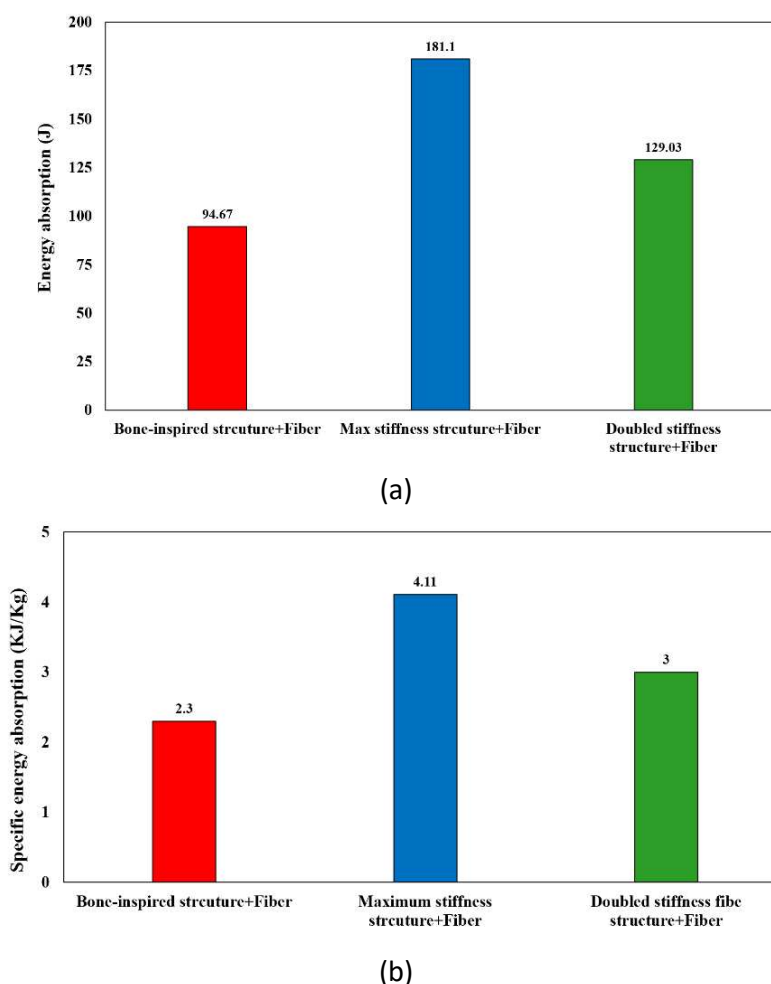 Energy absorption (J)
200
175
150
125
100
75
50
25
0
94.67
181.1
129.03
Bone-inspired strcuture+Fiber
Max stiffness strcuture+Fiber
Doubled stiffness
structure+Fiber
(a)
Specific energy absorption (KJ/Kg)
5
4
3
2
1
0
2.3
4.11
3
Bone-inspired strcuture+Fiber
Maximum stiffness
strcuture+Fiber
Doubled stiffness fibe
structure+Fiber
(b)